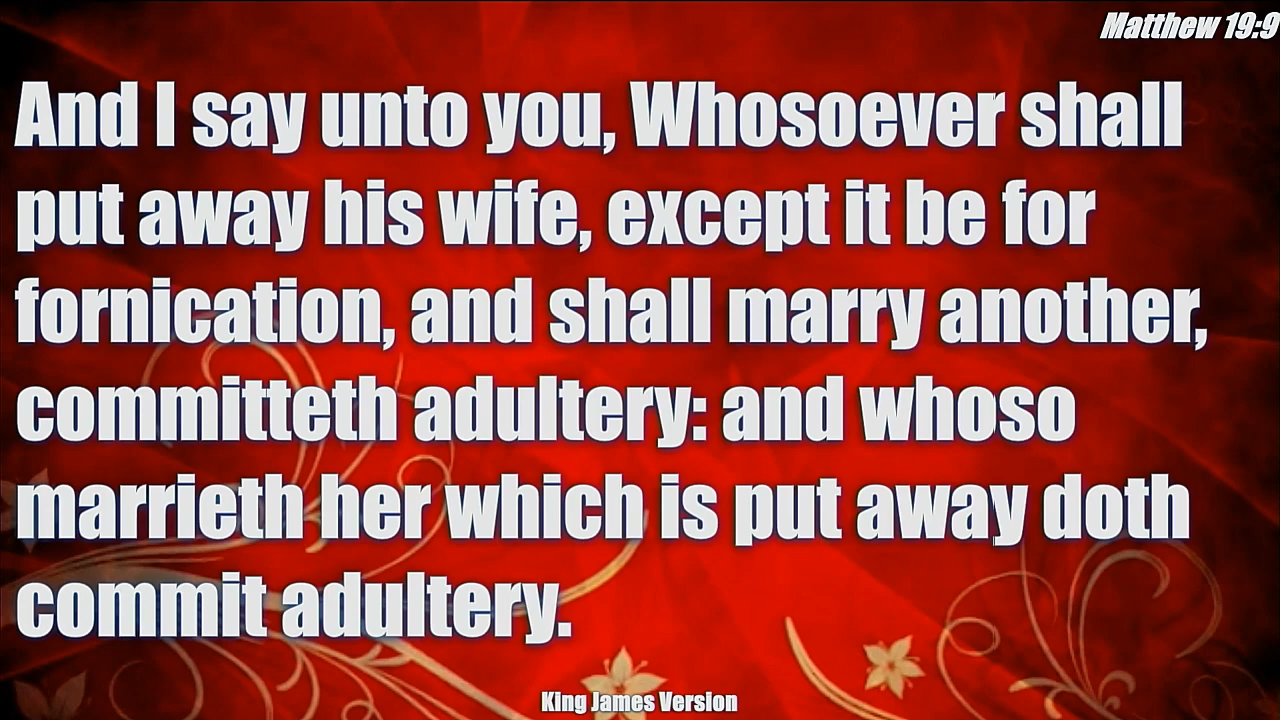 Matthew 19:9
And I say unto you, Whosoever shall
put away his wife, except it be for
fornication, and shall marry another,
committeth adultery: and whoso
marrieth her which is put away doth
commit adultery.
King James Version